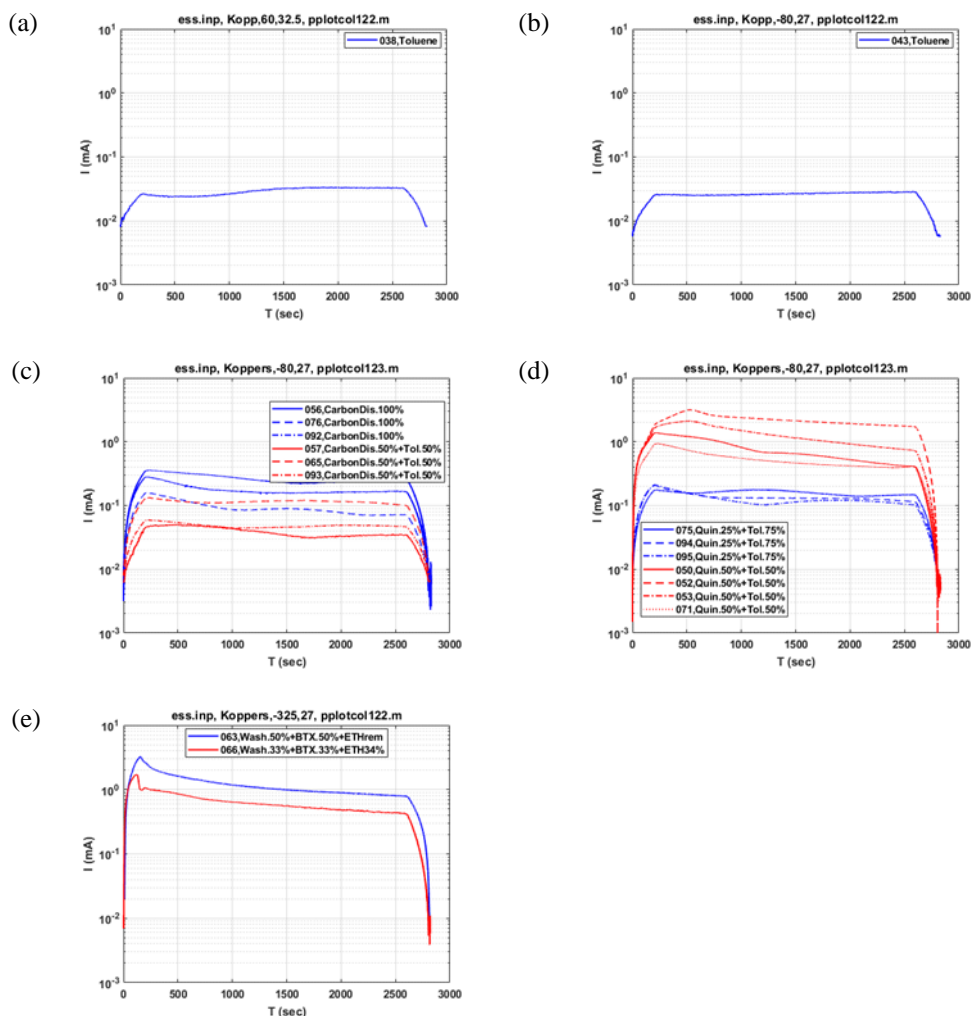 (a)
ess.inp, Kopp,60,32.5, pplotcol122.m
038,Toluene
10^1
10^0
10^-1
10^-2
10^-3
I (mA)
0 500 1000 1500 2000 2500 3000
T (sec)
(b)
ess.inp, Kopp,-80,27, pplotcol122.m
043,Toluene
10^1
10^0
10^-1
10^-2
10^-3
I (mA)
0 500 1000 1500 2000 2500 3000
T (sec)
(c)
ess.inp, Koppers,-80,27, pplotcol123.m
056,CarbonDis.100%
076,CarbonDis.100%
092,CarbonDis.100%
057,CarbonDis.50%+Tol.50%
065,CarbonDis.50%+Tol.50%
093,CarbonDis.50%+Tol.50%
10^1
10^0
10^-1
10^-2
10^-3
I (mA)
0 500 1000 1500 2000 2500 3000
T (sec)
(d)
ess.inp, Koppers,-80,27, pplotcol123.m
075,Quin.25%+Tol.75%
094,Quin.25%+Tol.75%
095,Quin.25%+Tol.75%
050,Quin.50%+Tol.50%
052,Quin.50%+Tol.50%
053,Quin.50%+Tol.50%
071,Quin.50%+Tol.50%
10^1
10^0
10^-1
10^-2
10^-3
I (mA)
0 500 1000 1500 2000 2500 3000
T (sec)
(e)
ess.inp, Koppers,-325,27, pplotcol122.m
063,Wash.50%+BTX.50%+ETHrem
066,Wash.33%+BTX.33%+ETH34%
10^1
10^0
10^-1
10^-2
10^-3
I (mA)
0 500 1000 1500 2000 2500 3000
T (sec)